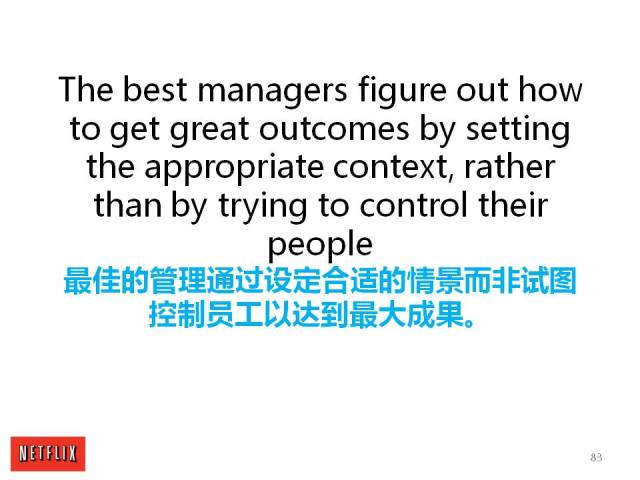 The best managers figure out how
to get great outcomes by setting
the appropriate context, rather
than by trying to control their
people
最佳的管理通过设定合适的情景而非试图
控制员工以达到最大成果。
NETFLIX
83